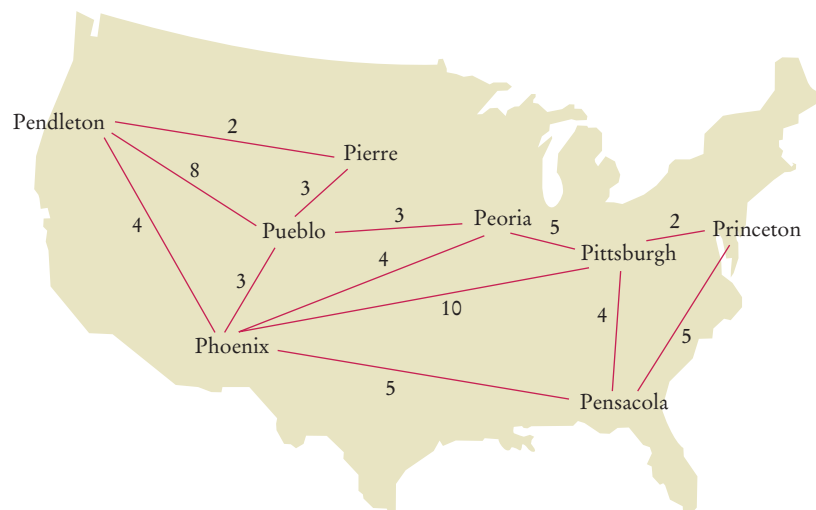 Pendleton
2
Pierre
8
3
Peoria
3
2
Princeton
4
Pueblo
5
Pittsburgh
4
3
10
4
5
Phoenix
5
Pensacola